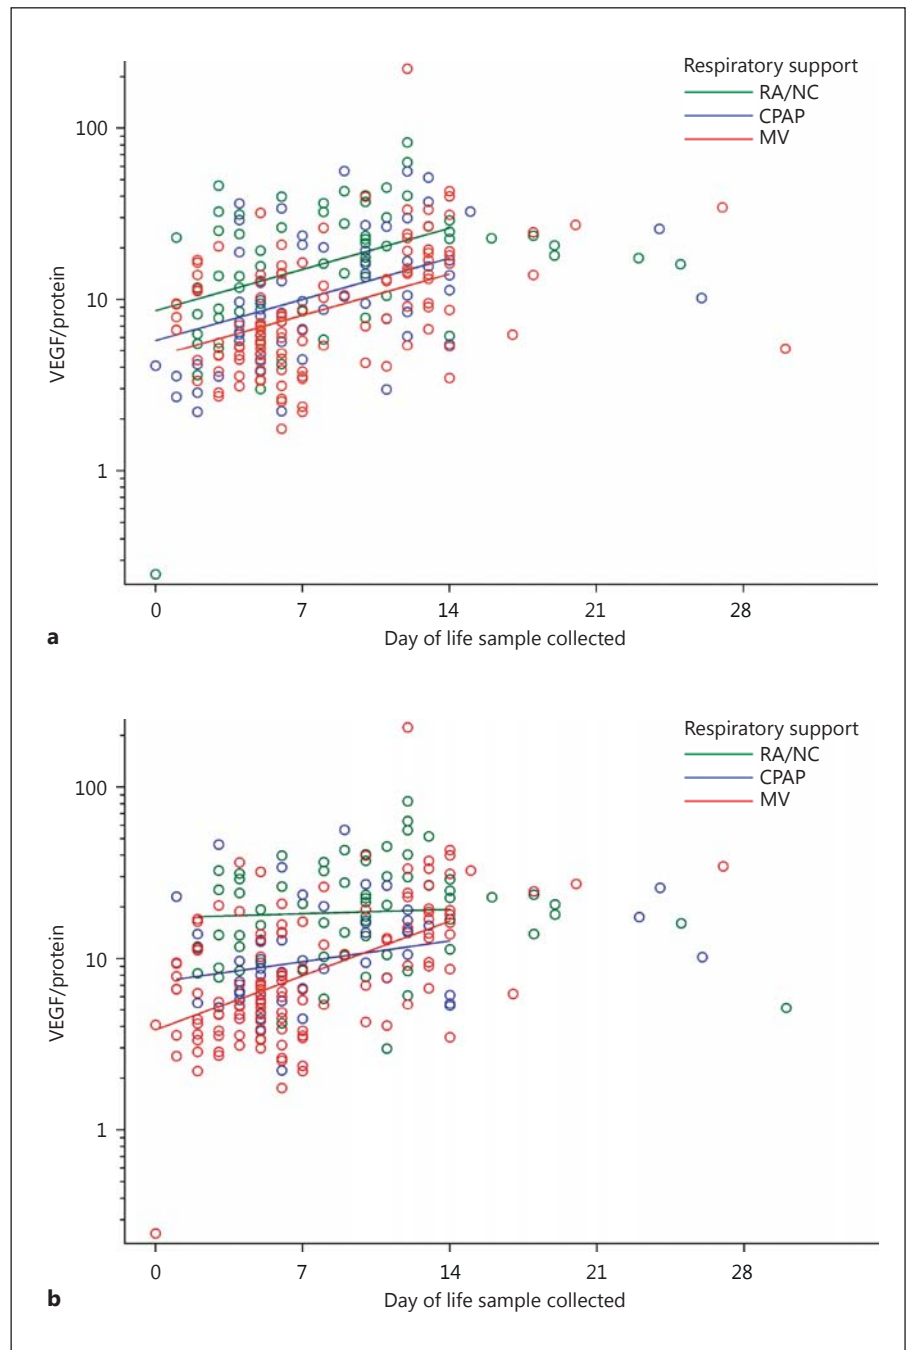 Respiratory support
RA/NC
CPAP
MV
100
10
1
VEGF/protein
0 7 14 21 28
Day of life sample collected
a
Respiratory support
RA/NC
CPAP
MV
100
10
1
VEGF/protein
0 7 14 21 28
Day of life sample collected
b